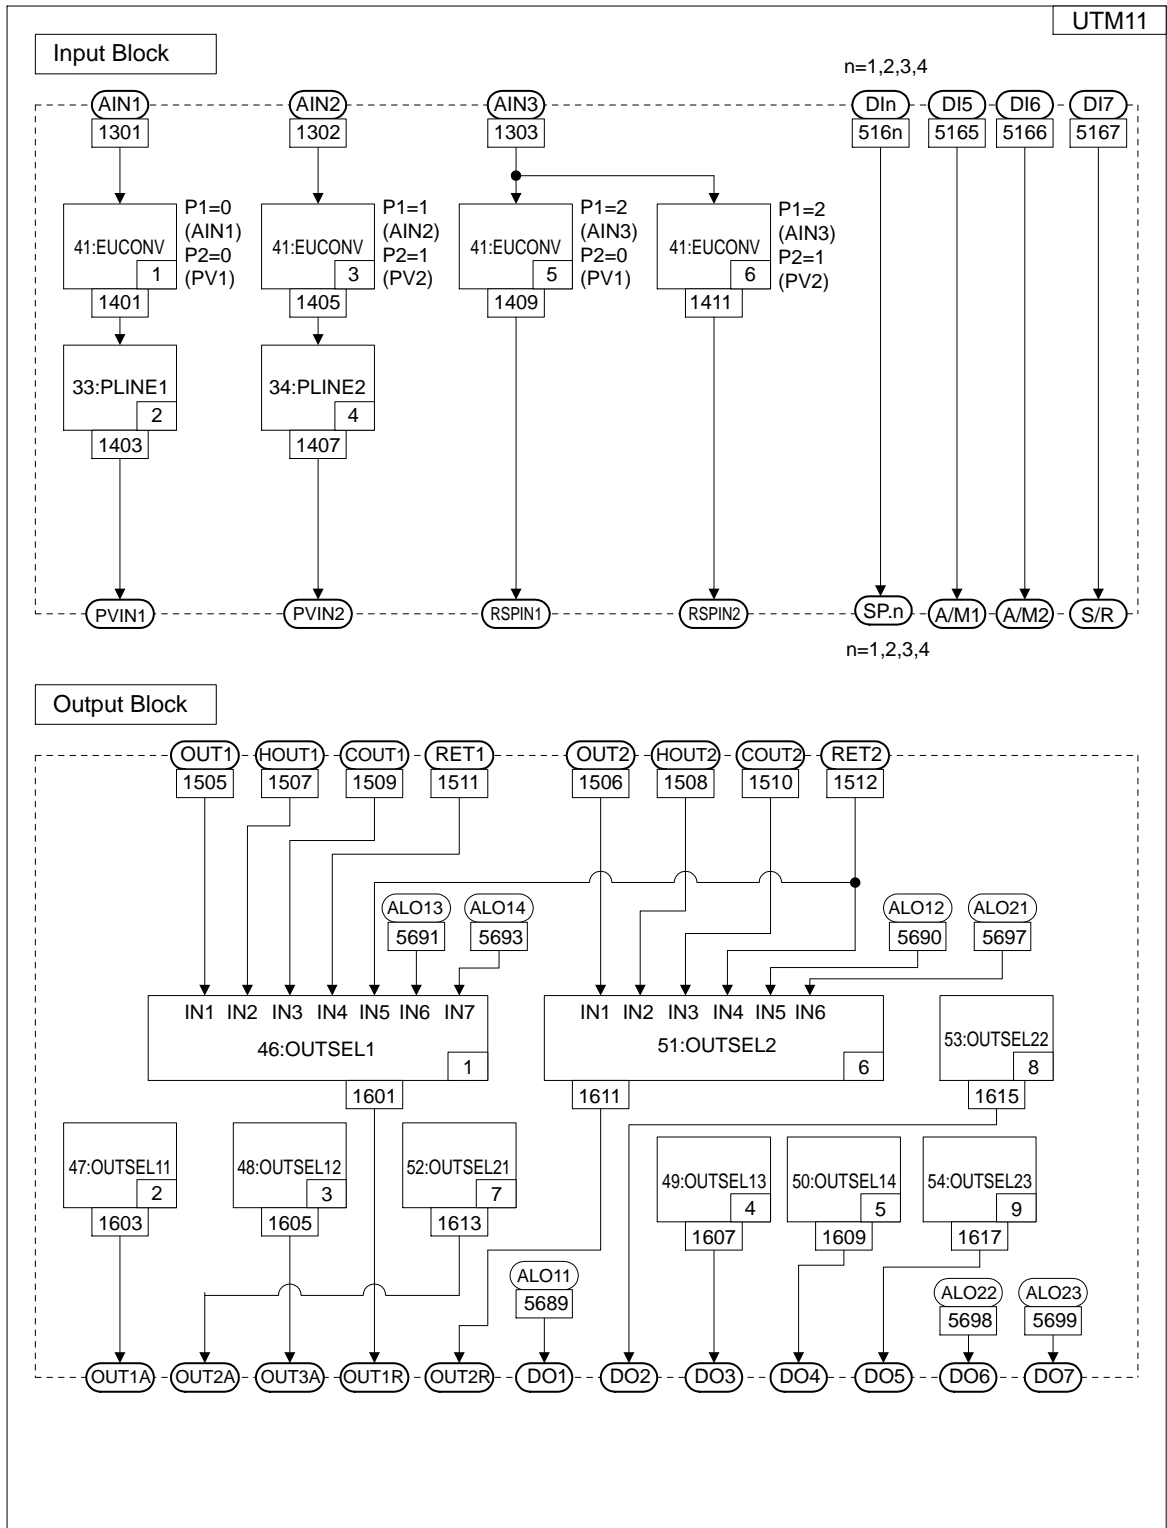 UTM11
Input Block
n=1,2,3,4
AIN1 AIN2 AIN3 DIn DI5 DI6 DI7
1301 1302 1303 516n 5165 5166 5167
41:EUCONV
1
P1=0
(AIN1)
P2=0
(PV1)
41:EUCONV
3
P1=1
(AIN2)
P2=1
(PV2)
41:EUCONV
5
P1=2
(AIN3)
P2=0
(PV1)
41:EUCONV
6
P1=2
(AIN3)
P2=1
(PV2)
1401 1405 1409 1411
33:PLINE1
2
34:PLINE2
4
1403 1407
PVIN1 PVIN2 RSPIN1 RSPIN2 SP.n A/M1 A/M2 S/R
n=1,2,3,4
Output Block
OUT1 HOUT1 COUT1 RET1 OUT2 HOUT2 COUT2 RET2
1505 1507 1509 1511 1506 1508 1510 1512
ALO13 ALO14 ALO12 ALO21
5691 5693 5690 5697
IN1 IN2 IN3 IN4 IN5 IN6 IN7
46:OUTSEL1
1
IN1 IN2 IN3 IN4 IN5 IN6
51:OUTSEL2
6
53:OUTSEL22
8
1601 1611 1615
47:OUTSEL11
2
48:OUTSEL12
3
52:OUTSEL21
7
49:OUTSEL13
4
50:OUTSEL14
5
54:OUTSEL23
9
1603 1605 1613 1607 1609 1617
ALO11
5689
ALO22 ALO23
5698 5699
OUT1A OUT2A OUT3A OUT1R OUT2R DO1 DO2 DO3 DO4 DO5 DO6 DO7